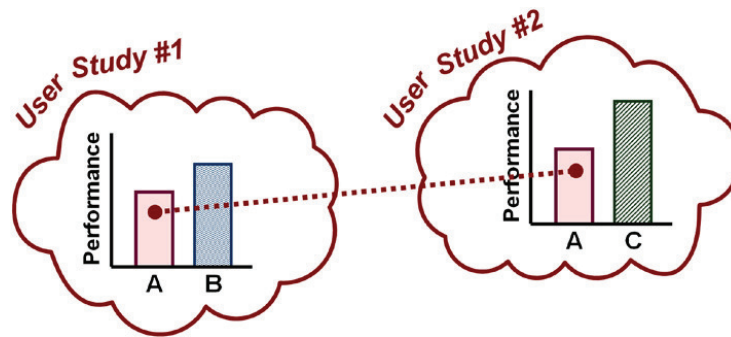 User Study #1
Performance
A B
User Study #2
Performance
A C